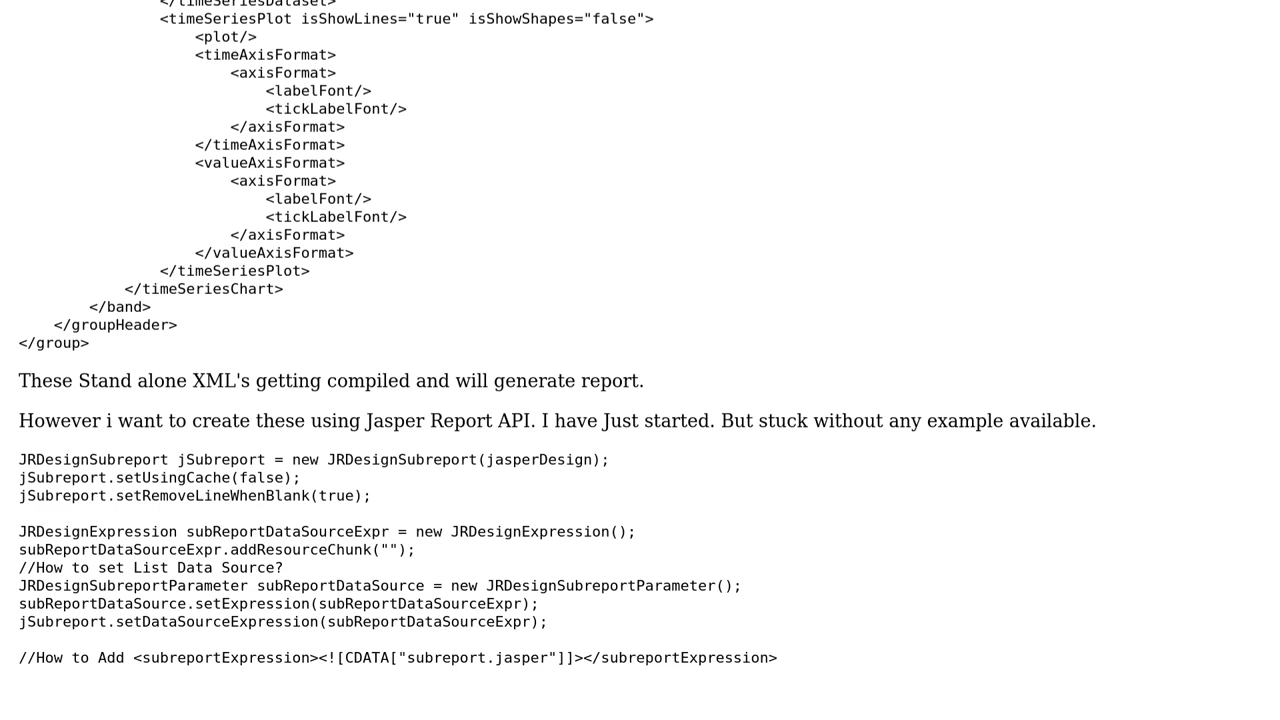 </timeSeriesDataset>
<timeSeriesPlot isShowLines="true" isShowShapes="false">
<plot/>
<timeAxisFormat>
<axisFormat>
<labelFont/>
<tickLabelFont/>
</axisFormat>
</timeAxisFormat>
<valueAxisFormat>
<axisFormat>
<labelFont/>
<tickLabelFont/>
</axisFormat>
</valueAxisFormat>
</timeSeriesPlot>
</timeSeriesChart>
</band>
</groupHeader>
</group>
These Stand alone XML's getting compiled and will generate report.
However i want to create these using Jasper Report API. I have Just started. But stuck without any example available.
JRDesignSubreport jSubreport = new JRDesignSubreport(jasperDesign);
jSubreport.setUsingCache(false);
jSubreport.setRemoveLineWhenBlank(true);
JRDesignExpression subReportDataSourceExpr = new JRDesignExpression();
subReportDataSourceExpr.addResourceChunk("");
//How to set List Data Source?
JRDesignSubreportParameter subReportDataSource = new JRDesignSubreportParameter();
subReportDataSource.setExpression(subReportDataSourceExpr);
jSubreport.setDataSourceExpression(subReportDataSourceExpr);
//How to Add <subreportExpression><![CDATA["subreport.jasper"]]></subreportExpression>